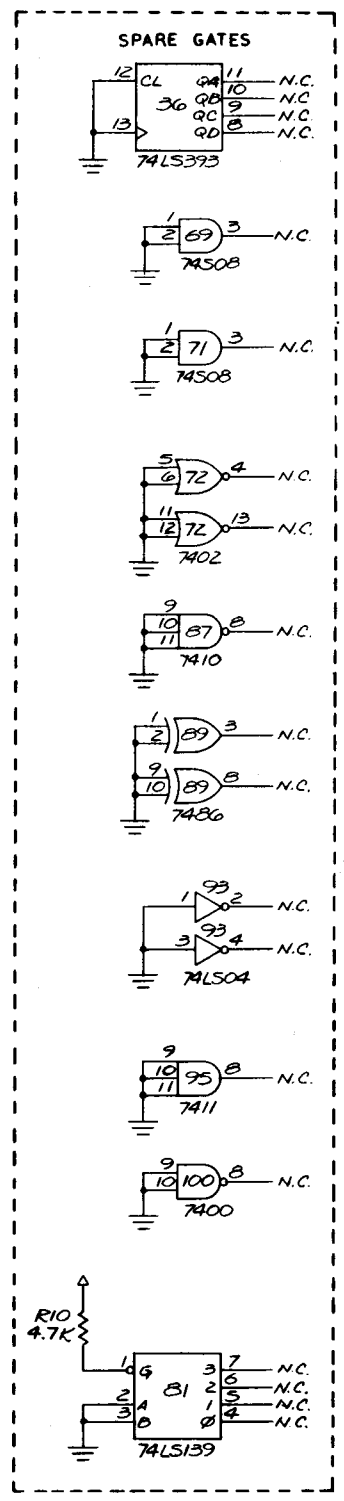 SPARE GATES
12 CL QA 11 N.C.
36 QB 10 N.C
QC 9 N.C.
13 QD 8 N.C.
74LS393
1
2 69 3 N.C.
74S08
1
2 71 3 N.C.
74S08
5
6 72 4 N.C.
11
12 72 13 N.C.
7402
9
10 87 8 N.C.
11
7410
1
2 89 3 N.C.
9
10 89 8 N.C.
7486
93
1 2 N.C.
93
3 4 N.C.
74LS04
9
10 95 8 N.C.
11
7411
9
10 100 8 N.C.
7400
R10
4.7K
1 G 3 7 N.C.
81 2 6 N.C.
2 A 1 5 N.C.
3 B Ø 4 N.C.
74LS139